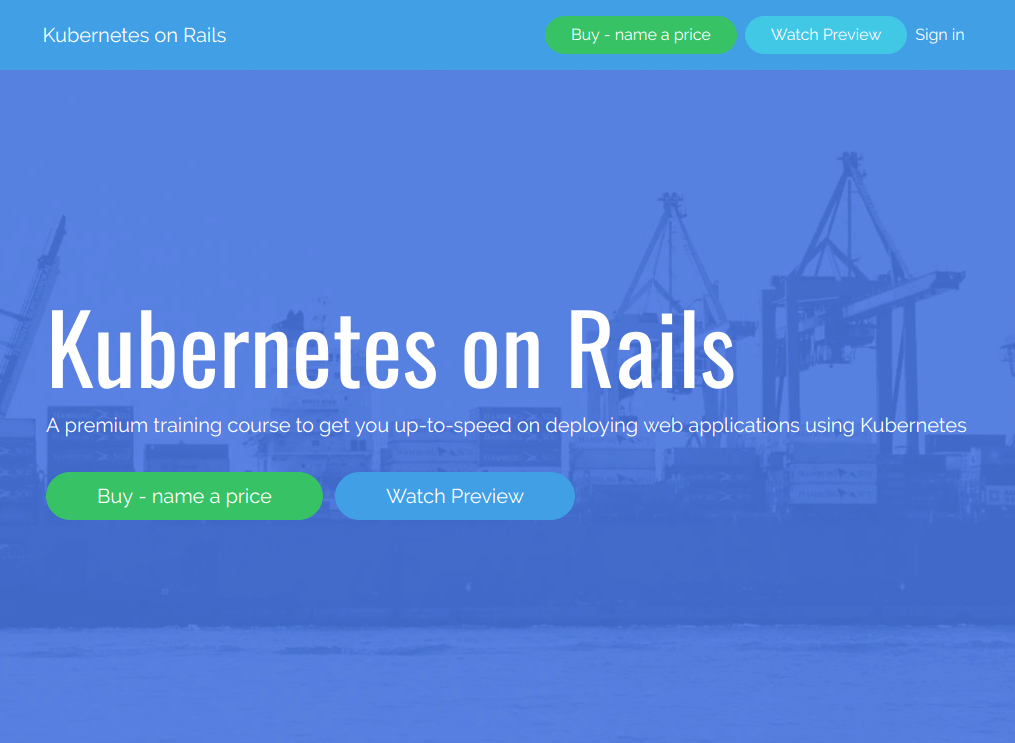 Kubernetes on Rails
Buy - name a price
Watch Preview
Sign in
Kubernetes on Rails
A premium training course to get you up-to-speed on deploying web applications using Kubernetes
Buy - name a price
Watch Preview